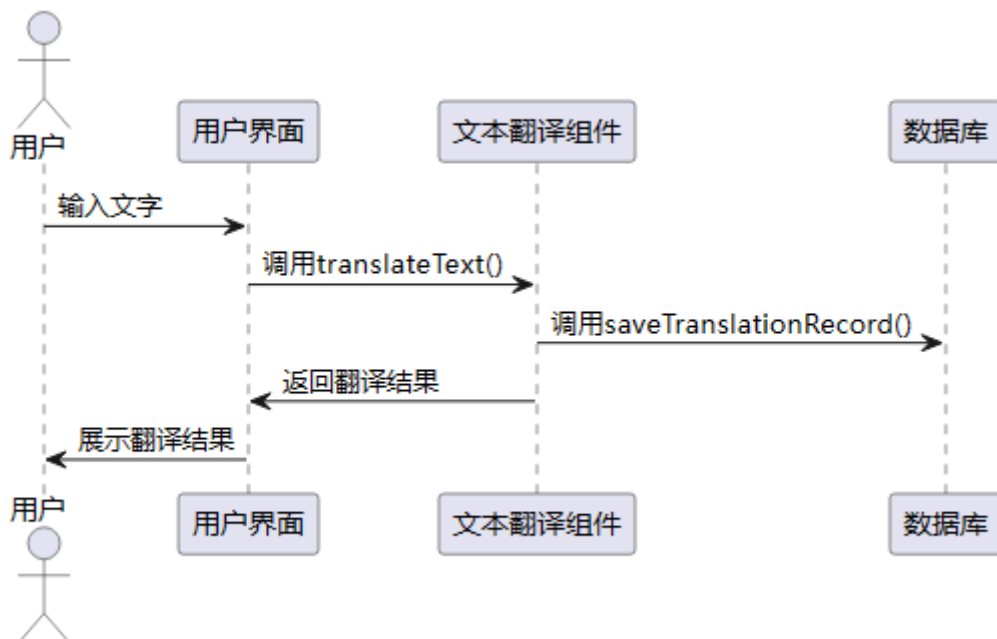 用户
用户界面
文本翻译组件
数据库
输入文字
调用translateText()
调用saveTranslationRecord()
返回翻译结果
展示翻译结果
用户
用户界面
文本翻译组件
数据库